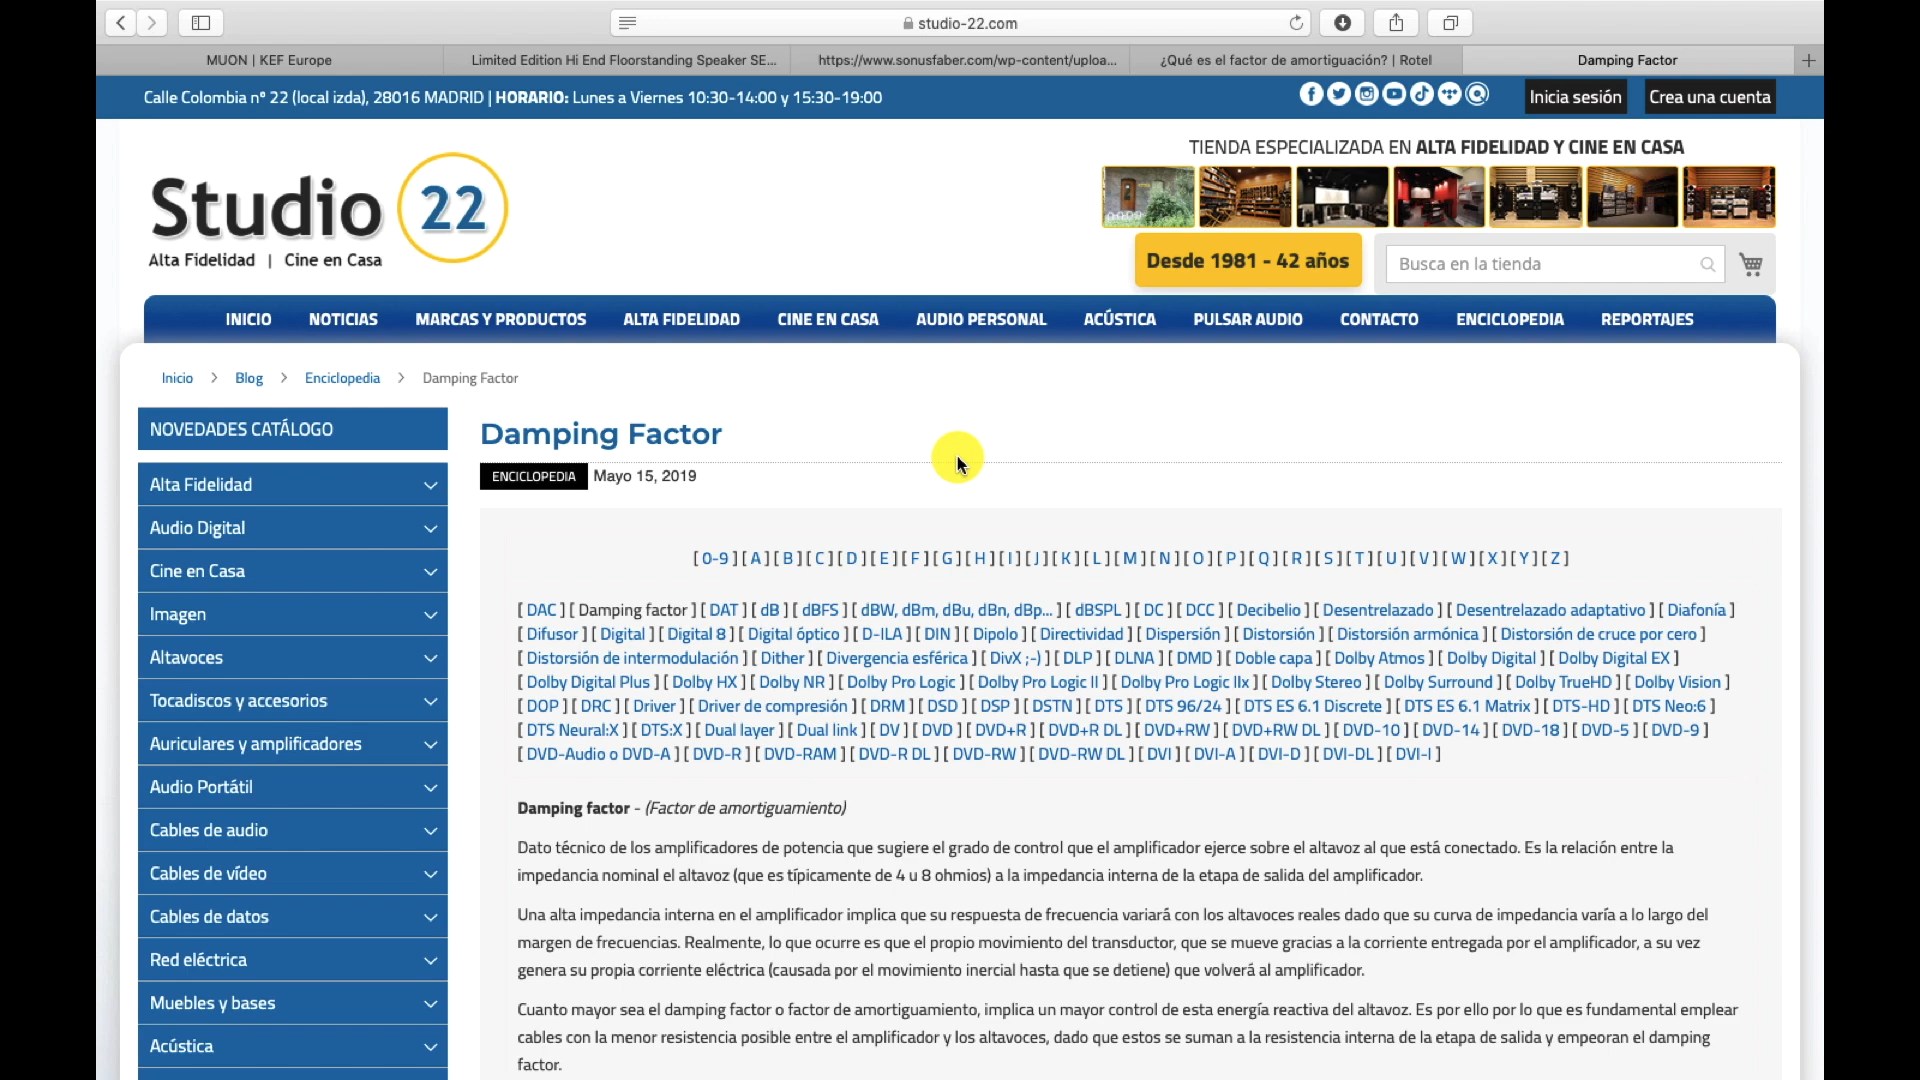 studio-22.com
MUON | KEF Europe
Limited Edition Hi End Floorstanding Speaker SE...
https://www.sonusfaber.com/wp-content/uploa...
¿Qué es el factor de amortiguación? | Rotel
Damping Factor
Calle Colombia nº 22 (local izda), 28016 MADRID | HORARIO: Lunes a Viernes 10:30-14:00 y 15:30-19:00
Inicia sesión
Crea una cuenta
TIENDA ESPECIALIZADA EN ALTA FIDELIDAD Y CINE EN CASA
Studio 22
Alta Fidelidad | Cine en Casa
Desde 1981 - 42 años
Busca en la tienda
INICIO NOTICIAS MARCAS Y PRODUCTOS ALTA FIDELIDAD CINE EN CASA AUDIO PERSONAL ACÚSTICA PULSAR AUDIO CONTACTO ENCICLOPEDIA REPORTAJES
Inicio > Blog > Enciclopedia > Damping Factor
NOVEDADES CATÁLOGO
Alta Fidelidad
Audio Digital
Cine en Casa
Imagen
Altavoces
Tocadiscos y accesorios
Auriculares y amplificadores
Audio Portátil
Cables de audio
Cables de vídeo
Cables de datos
Red eléctrica
Muebles y bases
Acústica
Damping Factor
ENCICLOPEDIA Mayo 15, 2019
[ 0-9 ] [ A ] [ B ] [ C ] [ D ] [ E ] [ F ] [ G ] [ H ] [ I ] [ J ] [ K ] [ L ] [ M ] [ N ] [ O ] [ P ] [ Q ] [ R ] [ S ] [ T ] [ U ] [ V ] [ W ] [ X ] [ Y ] [ Z ]
[ DAC ] [ Damping factor ] [ DAT ] [ dB ] [ dBFS ] [ dBW, dBm, dBu, dBn, dBp... ] [ dBSPL ] [ DC ] [ DCC ] [ Decibelio ] [ Desentrelazado ] [ Desentrelazado adaptativo ] [ Diafonía ]
[ Difusor ] [ Digital ] [ Digital 8 ] [ Digital óptico ] [ D-ILA ] [ DIN ] [ Dipolo ] [ Directividad ] [ Dispersión ] [ Distorsión ] [ Distorsión armónica ] [ Distorsión de cruce por cero ]
[ Distorsión de intermodulación ] [ Dither ] [ Divergencia esférica ] [ DivX ;-) ] [ DLP ] [ DLNA ] [ DMD ] [ Doble capa ] [ Dolby Atmos ] [ Dolby Digital ] [ Dolby Digital EX ]
[ Dolby Digital Plus ] [ Dolby HX ] [ Dolby NR ] [ Dolby Pro Logic ] [ Dolby Pro Logic II ] [ Dolby Pro Logic IIx ] [ Dolby Stereo ] [ Dolby Surround ] [ Dolby TrueHD ] [ Dolby Vision ]
[ DOP ] [ DRC ] [ Driver ] [ Driver de compresión ] [ DRM ] [ DSD ] [ DSP ] [ DSTN ] [ DTS ] [ DTS 96/24 ] [ DTS ES 6.1 Discrete ] [ DTS ES 6.1 Matrix ] [ DTS-HD ] [ DTS Neo:6 ]
[ DTS Neural:X ] [ DTS:X ] [ Dual layer ] [ Dual link ] [ DV ] [ DVD ] [ DVD+R ] [ DVD+R DL ] [ DVD+RW ] [ DVD+RW DL ] [ DVD-10 ] [ DVD-14 ] [ DVD-18 ] [ DVD-5 ] [ DVD-9 ]
[ DVD-Audio o DVD-A ] [ DVD-R ] [ DVD-RAM ] [ DVD-R DL ] [ DVD-RW ] [ DVD-RW DL ] [ DVI ] [ DVI-A ] [ DVI-D ] [ DVI-DL ] [ DVI-I ]
Damping factor - (Factor de amortiguamiento)
Dato técnico de los amplificadores de potencia que sugiere el grado de control que el amplificador ejerce sobre el altavoz al que está conectado. Es la relación entre la
impedancia nominal el altavoz (que es típicamente de 4 u 8 ohmios) a la impedancia interna de la etapa de salida del amplificador.
Una alta impedancia interna en el amplificador implica que su respuesta de frecuencia variará con los altavoces reales dado que su curva de impedancia varía a lo largo del
margen de frecuencias. Realmente, lo que ocurre es que el propio movimiento del transductor, que se mueve gracias a la corriente entregada por el amplificador, a su vez
genera su propia corriente eléctrica (causada por el movimiento inercial hasta que se detiene) que volverá al amplificador.
Cuanto mayor sea el damping factor o factor de amortiguamiento, implica un mayor control de esta energía reactiva del altavoz. Es por ello por lo que es fundamental emplear
cables con la menor resistencia posible entre el amplificador y los altavoces, dado que estos se suman a la resistencia interna de la etapa de salida y empeoran el damping
factor.